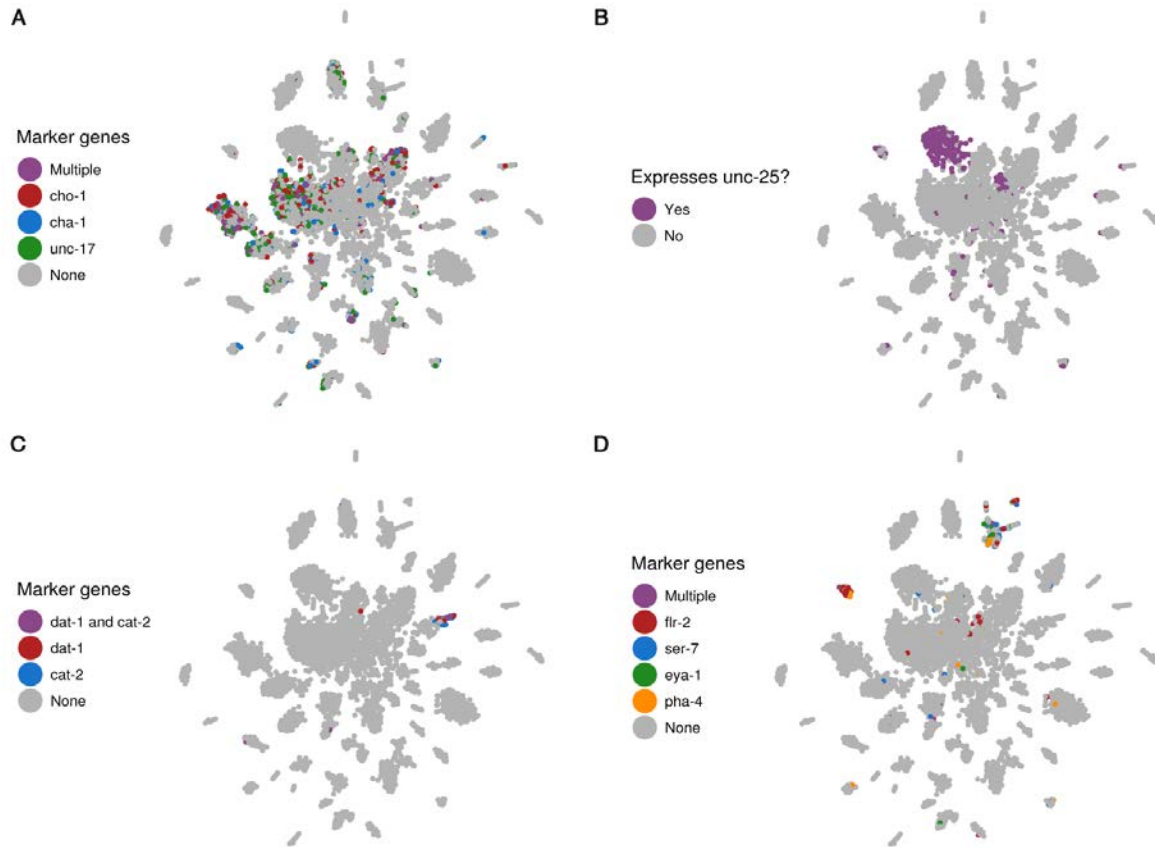 A
Marker genes
Multiple
cho-1
cha-1
unc-17
None
B
Expresses unc-25?
Yes
No
C
Marker genes
dat-1 and cat-2
dat-1
cat-2
None
D
Marker genes
Multiple
flr-2
ser-7
eya-1
pha-4
None